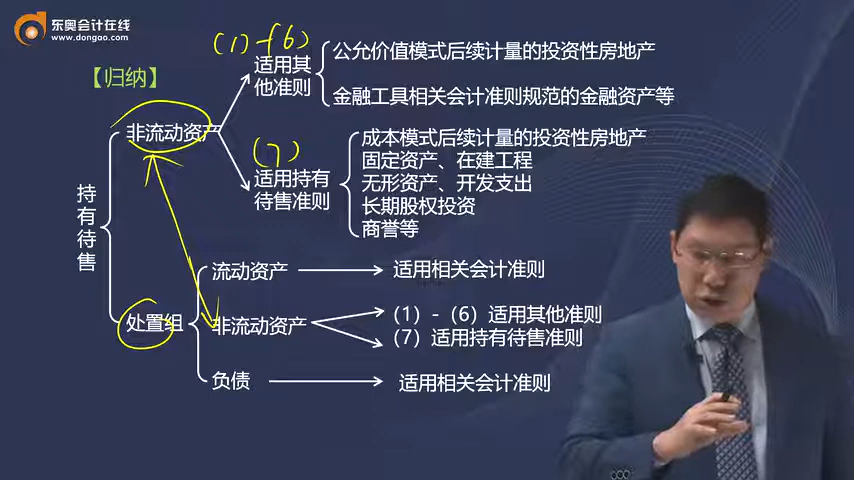 东奥会计在线
www.dongao.com
【归纳】
(1)-(6)
持有待售
非流动资产
适用其他准则
公允价值模式后续计量的投资性房地产
金融工具相关会计准则规范的金融资产等
(7)
适用持有待售准则
成本模式后续计量的投资性房地产
固定资产、在建工程
无形资产、开发支出
长期股权投资
商誉等
处置组
流动资产
适用相关会计准则
非流动资产
（1）-（6）适用其他准则
（7）适用持有待售准则
负债
适用相关会计准则